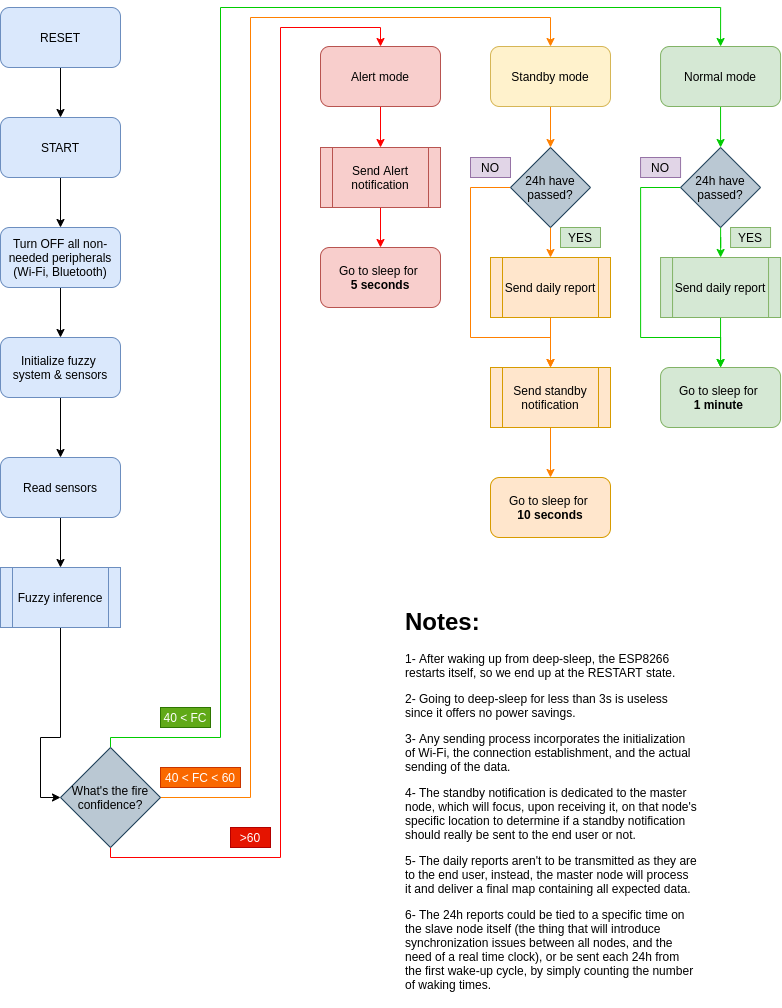 RESET
START
Turn OFF all non-
needed peripherals
(Wi-Fi, Bluetooth)
Initialize fuzzy
system & sensors
Read sensors
Fuzzy inference
What's the fire
confidence?
40 < FC
40 < FC < 60
>60
Alert mode
Send Alert
notification
Go to sleep for
5 seconds
Standby mode
24h have
passed?
NO
YES
Send daily report
Send standby
notification
Go to sleep for
10 seconds
Normal mode
24h have
passed?
NO
YES
Send daily report
Go to sleep for
1 minute
Notes:
1- After waking up from deep-sleep, the ESP8266
restarts itself, so we end up at the RESTART state.
2- Going to deep-sleep for less than 3s is useless
since it offers no power savings.
3- Any sending process incorporates the initialization
of Wi-Fi, the connection establishment, and the actual
sending of the data.
4- The standby notification is dedicated to the master
node, which will focus, upon receiving it, on that node's
specific location to determine if a standby notification
should really be sent to the end user or not.
5- The daily reports aren't to be transmitted as they are
to the end user, instead, the master node will process
it and deliver a final map containing all expected data.
6- The 24h reports could be tied to a specific time on
the slave node itself (the thing that will introduce
synchronization issues between all nodes, and the
need of a real time clock), or be sent each 24h from
the first wake-up cycle, by simply counting the number
of waking times.